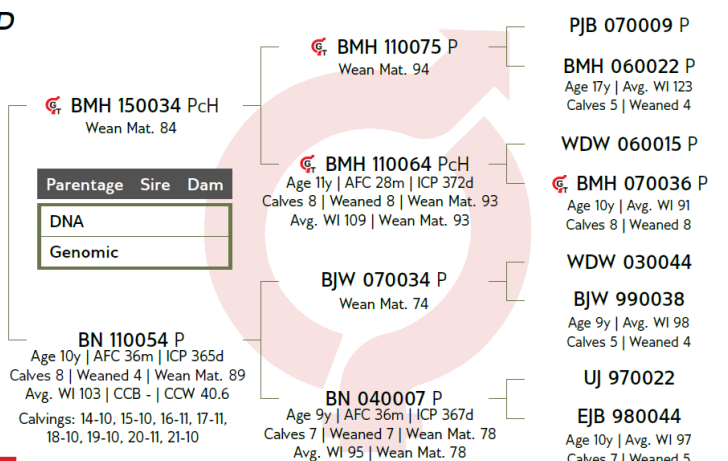 D
PJB 070009 P
BMH 110075 P
Wean Mat. 94
BMH 060022 P
Age 17y | Avg. WI 123
Calves 5 | Weaned 4
BMH 150034 PcH
Wean Mat. 84
WDW 060015 P
BMH 110064 PcH
Age 11y | AFC 28m | ICP 372d
Calves 8 | Weaned 8 | Wean Mat. 93
Avg. WI 109 | Wean Mat. 93
BMH 070036 P
Age 10y | Avg. WI 91
Calves 8 | Weaned 8
Parentage Sire Dam
DNA
Genomic
WDW 030044
BJW 070034 P
Wean Mat. 74
BJW 990038
Age 9y | Avg. WI 98
Calves 5 | Weaned 4
BN 110054 P
Age 10y | AFC 36m | ICP 365d
Calves 8 | Weaned 4 | Wean Mat. 89
Avg. WI 103 | CCB - | CCW 40.6
Calvings: 14-10, 15-10, 16-11, 17-11,
18-10, 19-10, 20-11, 21-10
UJ 970022
BN 040007 P
Age 9y | AFC 36m | ICP 367d
Calves 7 | Weaned 7 | Wean Mat. 78
Avg. WI 95 | Wean Mat. 78
EJB 980044
Age 10y | Avg. WI 97
Calves 7 | Weaned 5